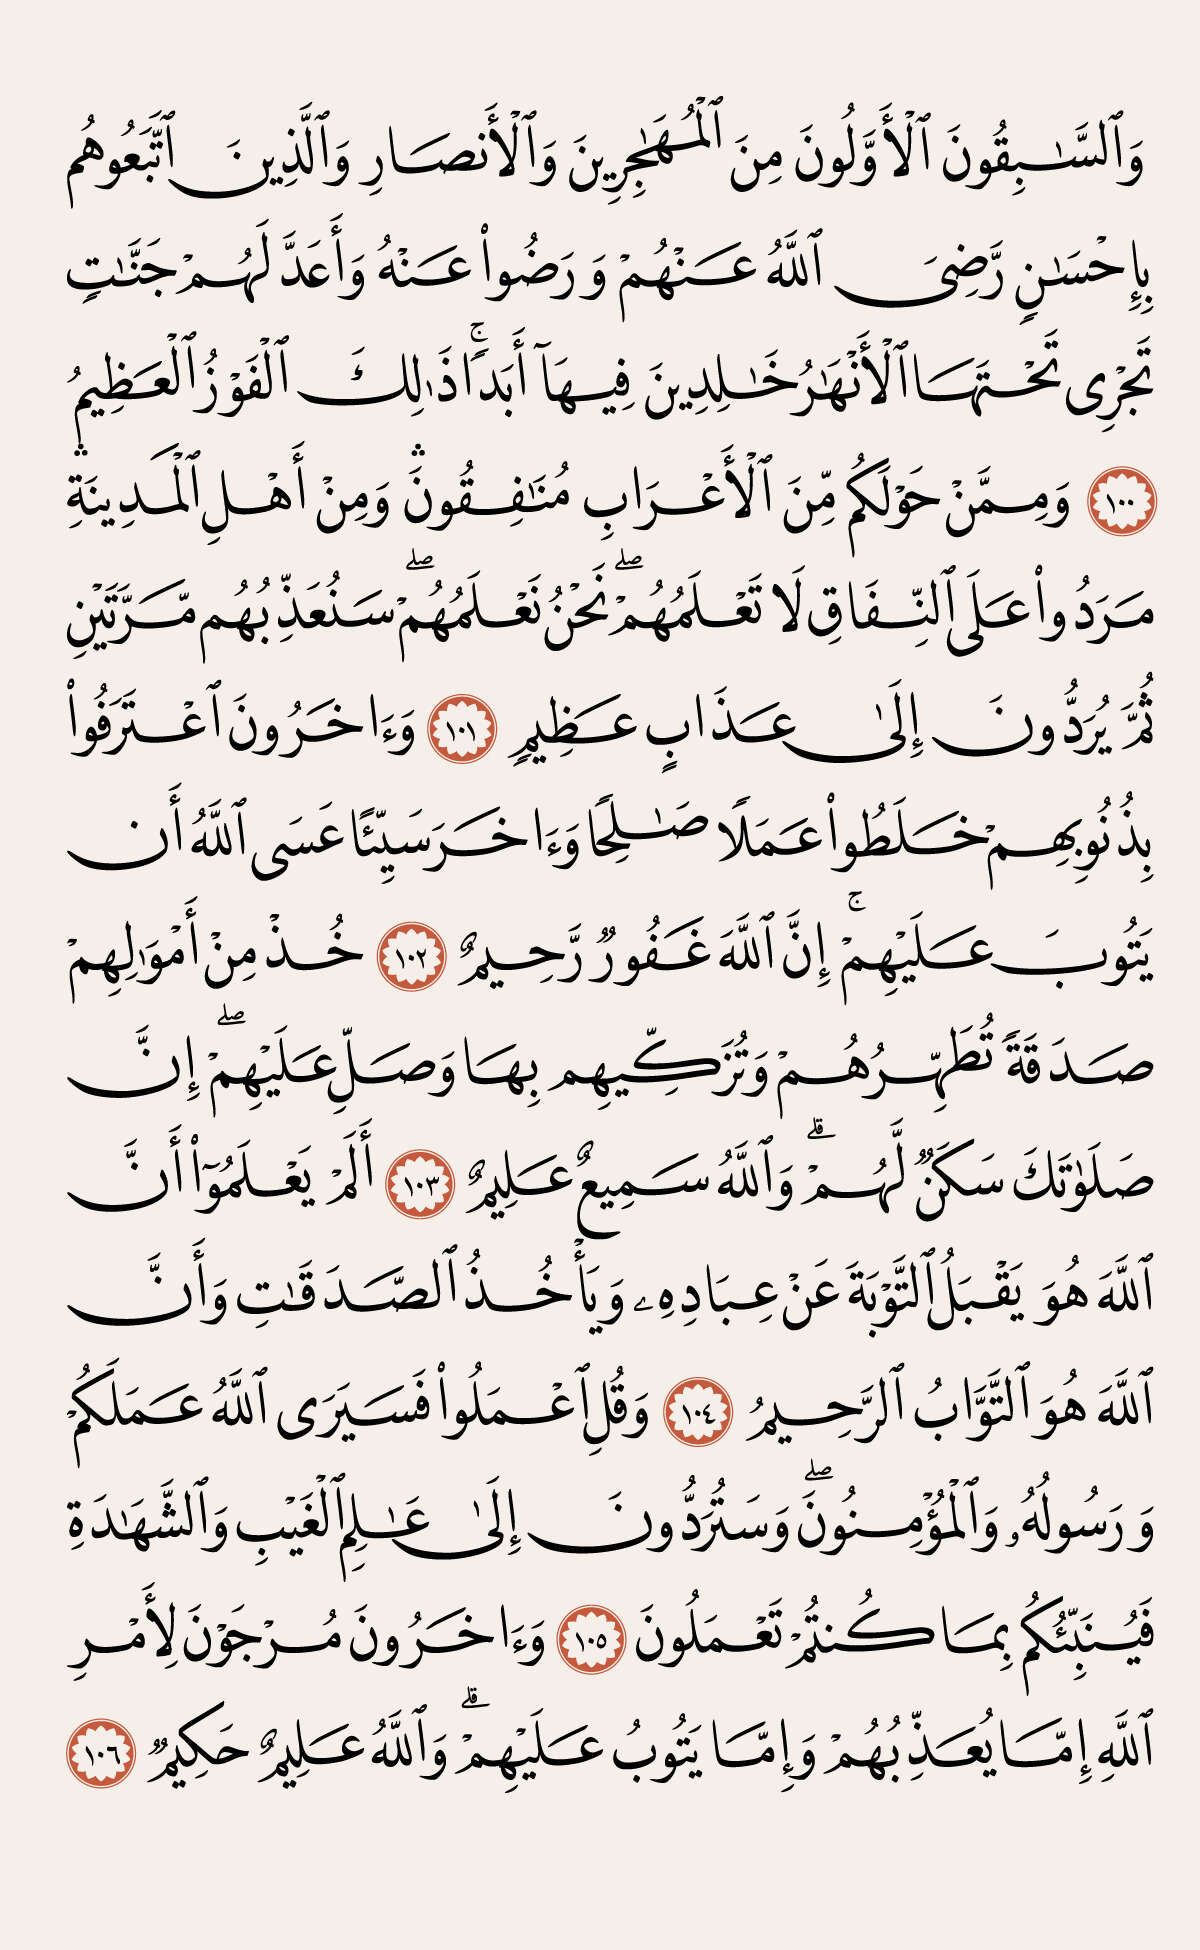 وَٱلسَّـٰبِقُونَ ٱلْأَوَّلُونَ مِنَ ٱلْمُهَـٰجِرِينَ وَٱلْأَنصَارِ وَٱلَّذِينَ ٱتَّبَعُوهُم
بِإِحْسَـٰنٍ رَّضِىَ ٱللَّهُ عَنْهُمْ وَرَضُوا۟ عَنْهُ وَأَعَدَّ لَهُمْ جَنَّـٰتٍ
تَجْرِى تَحْتَهَا ٱلْأَنْهَـٰرُ خَـٰلِدِينَ فِيهَآ أَبَدًا ۚ ذَٰلِكَ ٱلْفَوْزُ ٱلْعَظِيمُ
١٠٠ وَمِمَّنْ حَوْلَكُم مِّنَ ٱلْأَعْرَابِ مُنَـٰفِقُونَ ۛ وَمِنْ أَهْلِ ٱلْمَدِينَةِ ۛ
مَرَدُوا۟ عَلَى ٱلنِّفَاقِ لَا تَعْلَمُهُمْ ۖ نَحْنُ نَعْلَمُهُمْ ۖ سَنُعَذِّبُهُم مَّرَّتَيْنِ
ثُمَّ يُرَدُّونَ إِلَىٰ عَذَابٍ عَظِيمٍ ١٠١ وَءَاخَرُونَ ٱعْتَرَفُوا۟
بِذُنُوبِهِمْ خَلَطُوا۟ عَمَلًا صَـٰلِحًا وَءَاخَرَ سَيِّئًا عَسَى ٱللَّهُ أَن
يَتُوبَ عَلَيْهِمْ ۚ إِنَّ ٱللَّهَ غَفُورٌ رَّحِيمٌ ١٠٢ خُذْ مِنْ أَمْوَٰلِهِمْ
صَدَقَةً تُطَهِّرُهُمْ وَتُزَكِّيهِم بِهَا وَصَلِّ عَلَيْهِمْ ۖ إِنَّ
صَلَوٰتَكَ سَكَنٌ لَّهُمْ ۗ وَٱللَّهُ سَمِيعٌ عَلِيمٌ ١٠٣ أَلَمْ يَعْلَمُوٓا۟ أَنَّ
ٱللَّهَ هُوَ يَقْبَلُ ٱلتَّوْبَةَ عَنْ عِبَادِهِۦ وَيَأْخُذُ ٱلصَّدَقَـٰتِ وَأَنَّ
ٱللَّهَ هُوَ ٱلتَّوَّابُ ٱلرَّحِيمُ ١٠٤ وَقُلِ ٱعْمَلُوا۟ فَسَيَرَى ٱللَّهُ عَمَلَكُمْ
وَرَسُولُهُۥ وَٱلْمُؤْمِنُونَ ۖ وَسَتُرَدُّونَ إِلَىٰ عَـٰلِمِ ٱلْغَيْبِ وَٱلشَّهَـٰدَةِ
فَيُنَبِّئُكُم بِمَا كُنتُمْ تَعْمَلُونَ ١٠٥ وَءَاخَرُونَ مُرْجَوْنَ لِأَمْرِ
ٱللَّهِ إِمَّا يُعَذِّبُهُمْ وَإِمَّا يَتُوبُ عَلَيْهِمْ ۗ وَٱللَّهُ عَلِيمٌ حَكِيمٌ ١٠٦